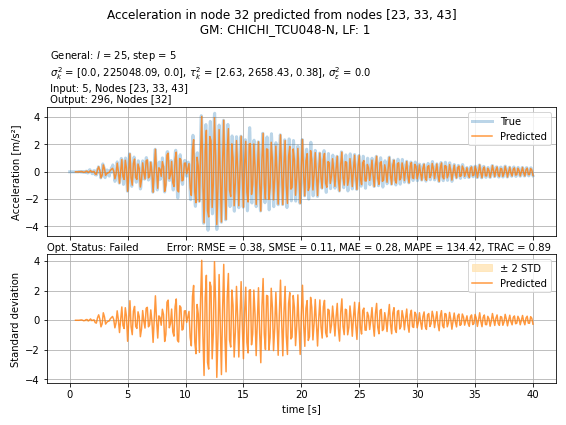 Acceleration in node 32 predicted from nodes [23, 33, 43]
GM: CHICHI_TCU048-N, LF: 1
General: l = 25, step = 5
σ²ₖ = [0.0, 225048.09, 0.0], τ²ₖ = [2.63, 2658.43, 0.38], σ²ε = 0.0
Input: 5, Nodes [23, 33, 43]
Output: 296, Nodes [32]
Acceleration [m/s²]
4
2
0
−2
−4
True
Predicted
Opt. Status: Failed Error: RMSE = 0.38, SMSE = 0.11, MAE = 0.28, MAPE = 134.42, TRAC = 0.89
Standard deviation
4
2
0
−2
−4
± 2 STD
Predicted
0 5 10 15 20 25 30 35 40
time [s]